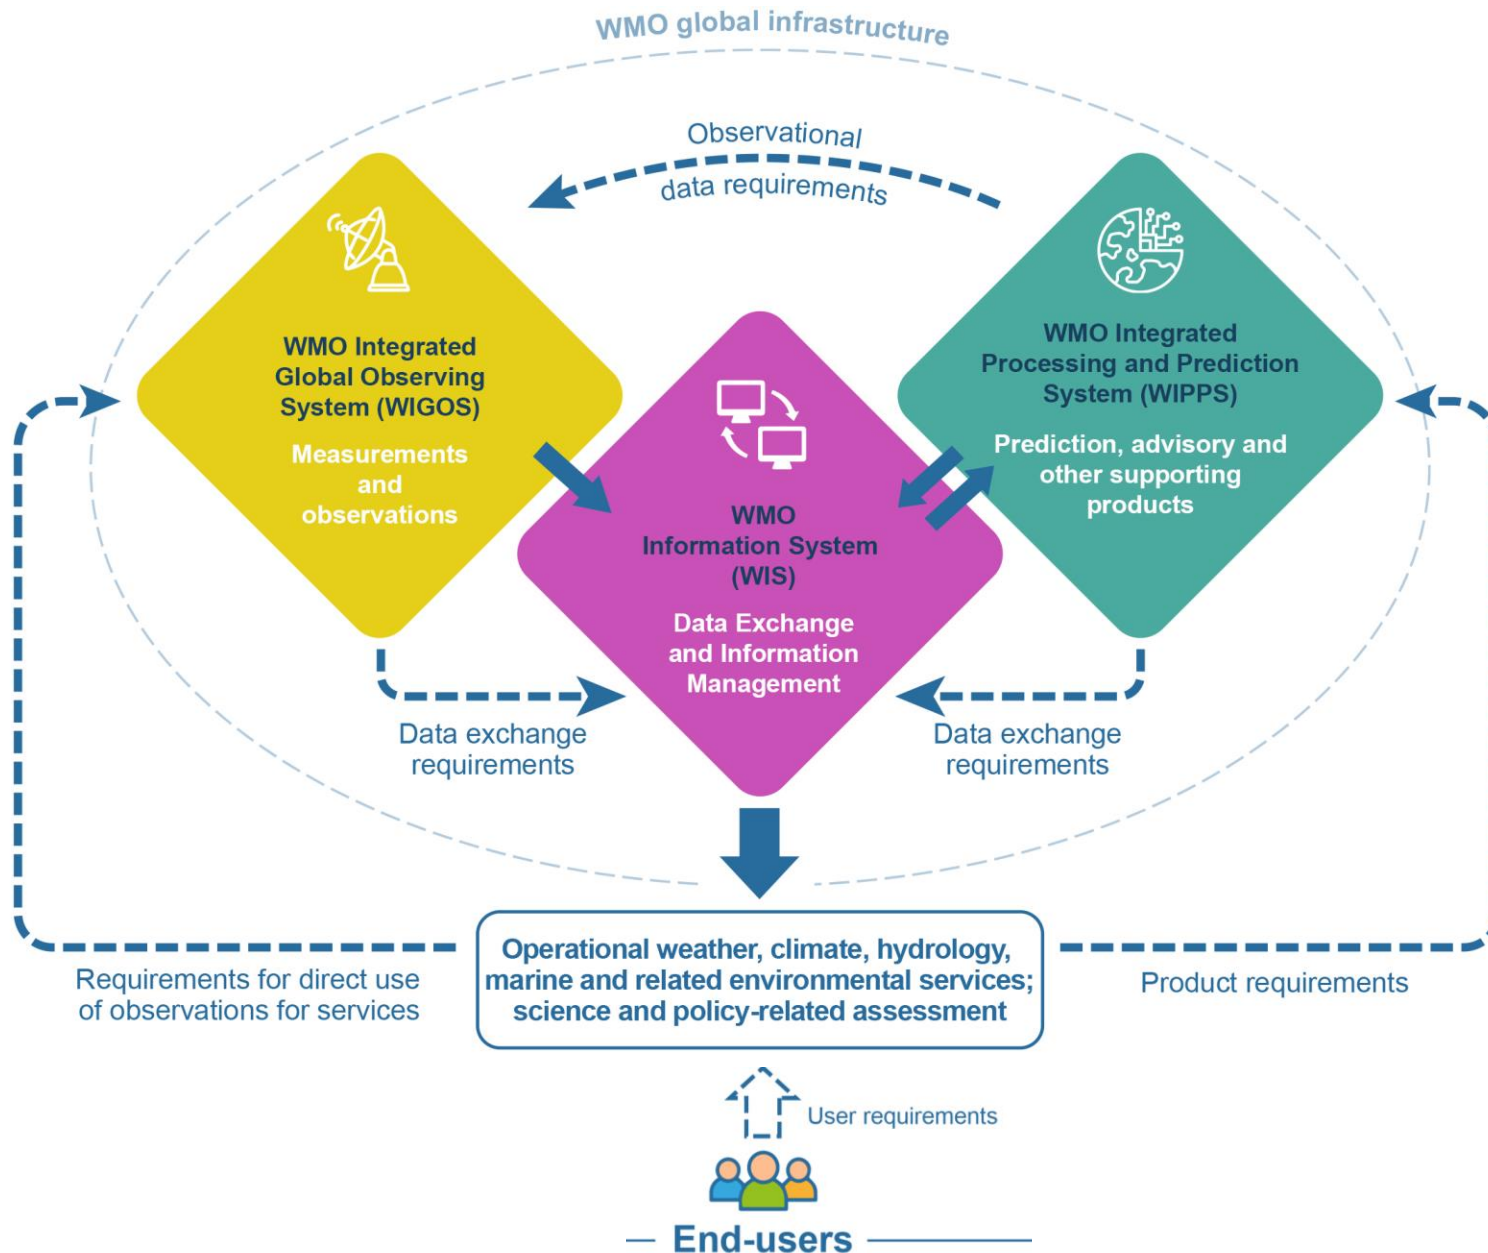 WMO global infrastructure
Observational
data requirements
WMO Integrated
Global Observing
System (WIGOS)
Measurements
and
observations
WMO Integrated
Processing and Prediction
System (WIPPS)
Prediction, advisory and
other supporting
products
WMO
Information System
(WIS)
Data Exchange
and Information
Management
Data exchange
requirements
Data exchange
requirements
Operational weather, climate, hydrology,
marine and related environmental services;
science and policy-related assessment
Requirements for direct use
of observations for services
Product requirements
User requirements
End-users